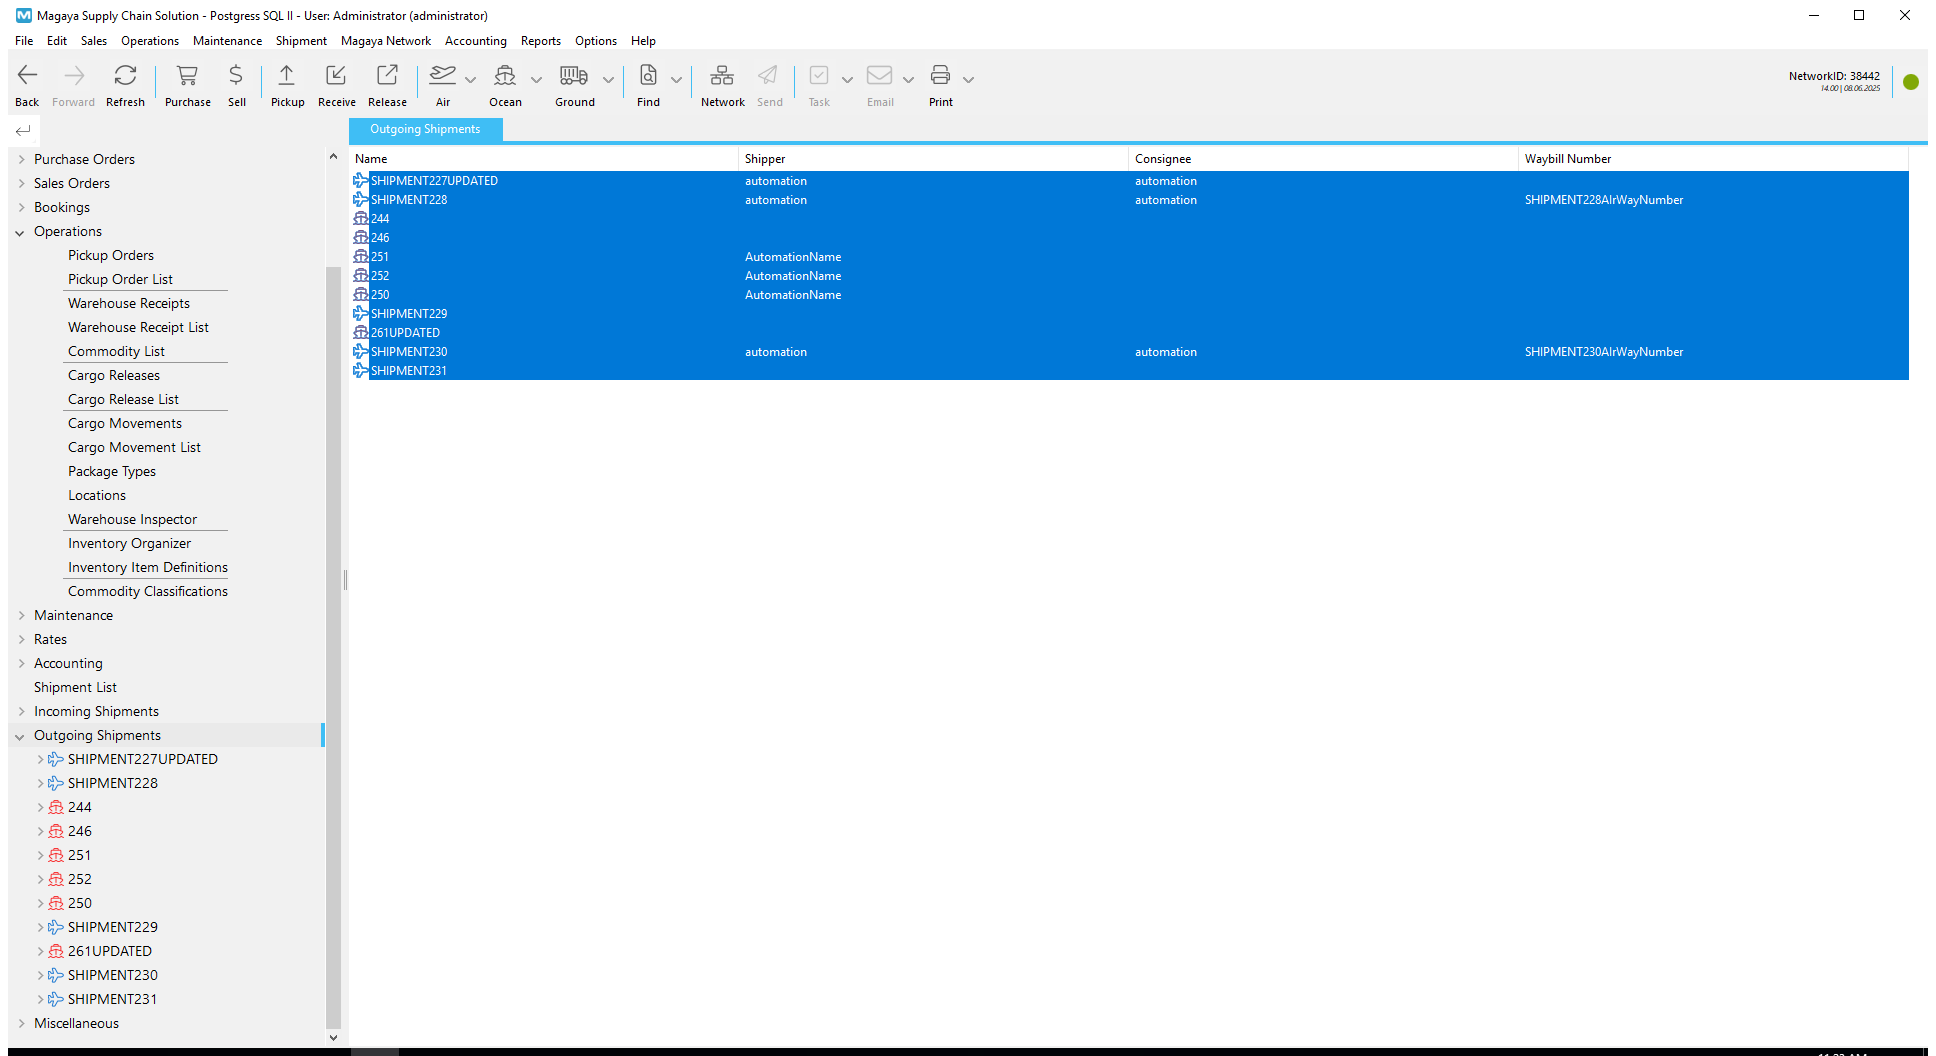 Magaya Supply Chain Solution - Postgress SQL II - User: Administrator (administrator)
File Edit Sales Operations Maintenance Shipment Magaya Network Accounting Reports Options Help
Back Forward Refresh Purchase Sell Pickup Receive Release Air Ocean Ground Find Network Send Task Email Print
NetworkID: 38442
14.00 | 08.06.2025
Purchase Orders
Sales Orders
Bookings
Operations
Pickup Orders
Pickup Order List
Warehouse Receipts
Warehouse Receipt List
Commodity List
Cargo Releases
Cargo Release List
Cargo Movements
Cargo Movement List
Package Types
Locations
Warehouse Inspector
Inventory Organizer
Inventory Item Definitions
Commodity Classifications
Maintenance
Rates
Accounting
Shipment List
Incoming Shipments
Outgoing Shipments
SHIPMENT227UPDATED
SHIPMENT228
244
246
251
252
250
SHIPMENT229
261UPDATED
SHIPMENT230
SHIPMENT231
Miscellaneous
Outgoing Shipments
Name Shipper Consignee Waybill Number
SHIPMENT227UPDATED automation automation
SHIPMENT228 automation automation SHIPMENT228AIrWayNumber
244
246
251 AutomationName
252 AutomationName
250 AutomationName
SHIPMENT229
261UPDATED
SHIPMENT230 automation automation SHIPMENT230AIrWayNumber
SHIPMENT231